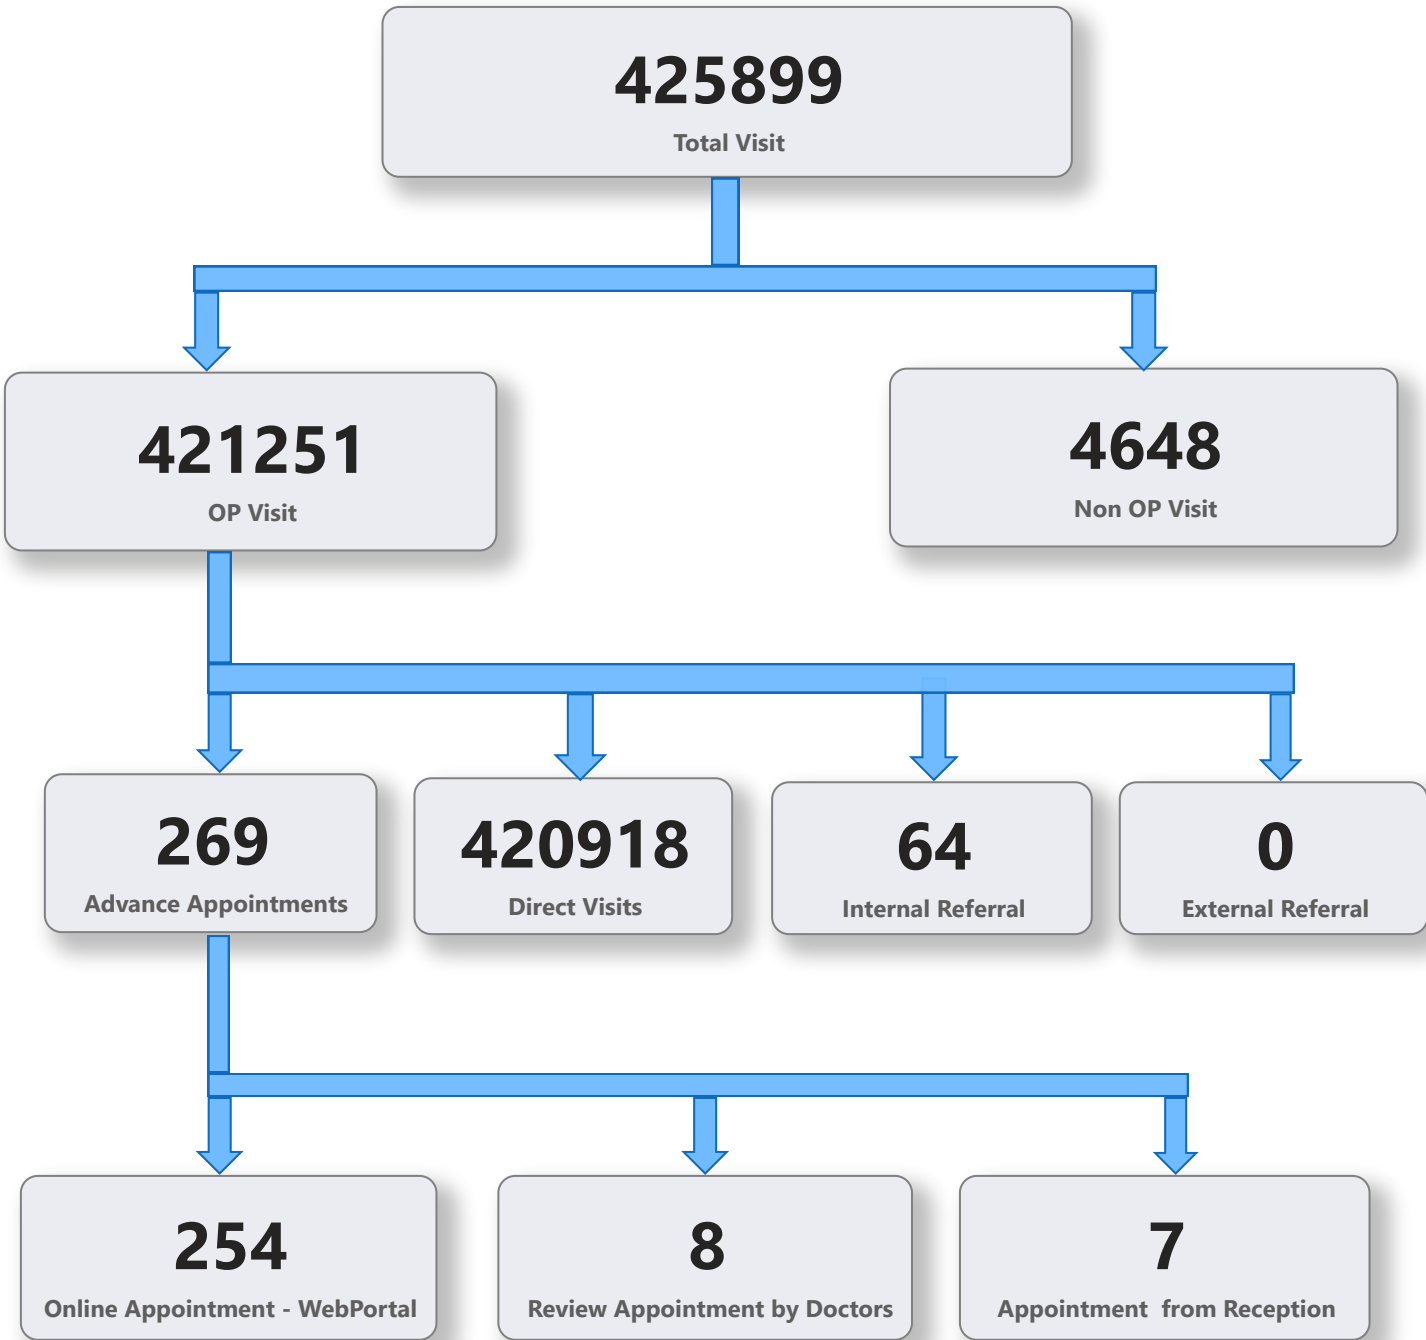 425899
Total Visit
421251
OP Visit
4648
Non OP Visit
269
Advance Appointments
420918
Direct Visits
64
Internal Referral
0
External Referral
254
Online Appointment - WebPortal
8
Review Appointment by Doctors
7
Appointment  from Reception